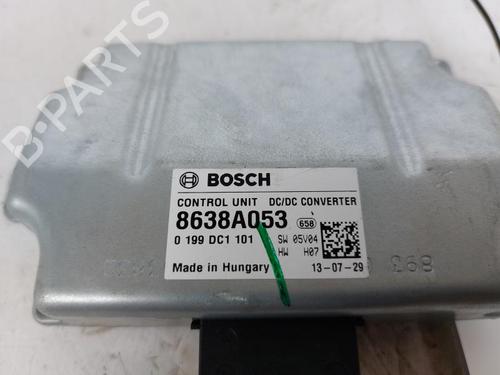 B-PARTS
BOSCH
CONTROL UNIT DC/DC CONVERTER
8638A053 658
0 199 DC1 101 SW 05V04
HW H07
Made in Hungary 13-07-29